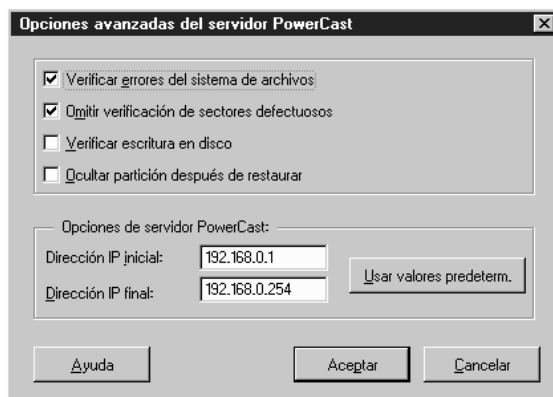 Opciones avanzadas del servidor PowerCast
Verificar errores del sistema de archivos
Omitir verificación de sectores defectuosos
Verificar escritura en disco
Ocultar partición después de restaurar
Opciones de servidor PowerCast:
Dirección IP inicial: 192.168.0.1
Usar valores predeterm.
Dirección IP final: 192.168.0.254
Ayuda Aceptar Cancelar